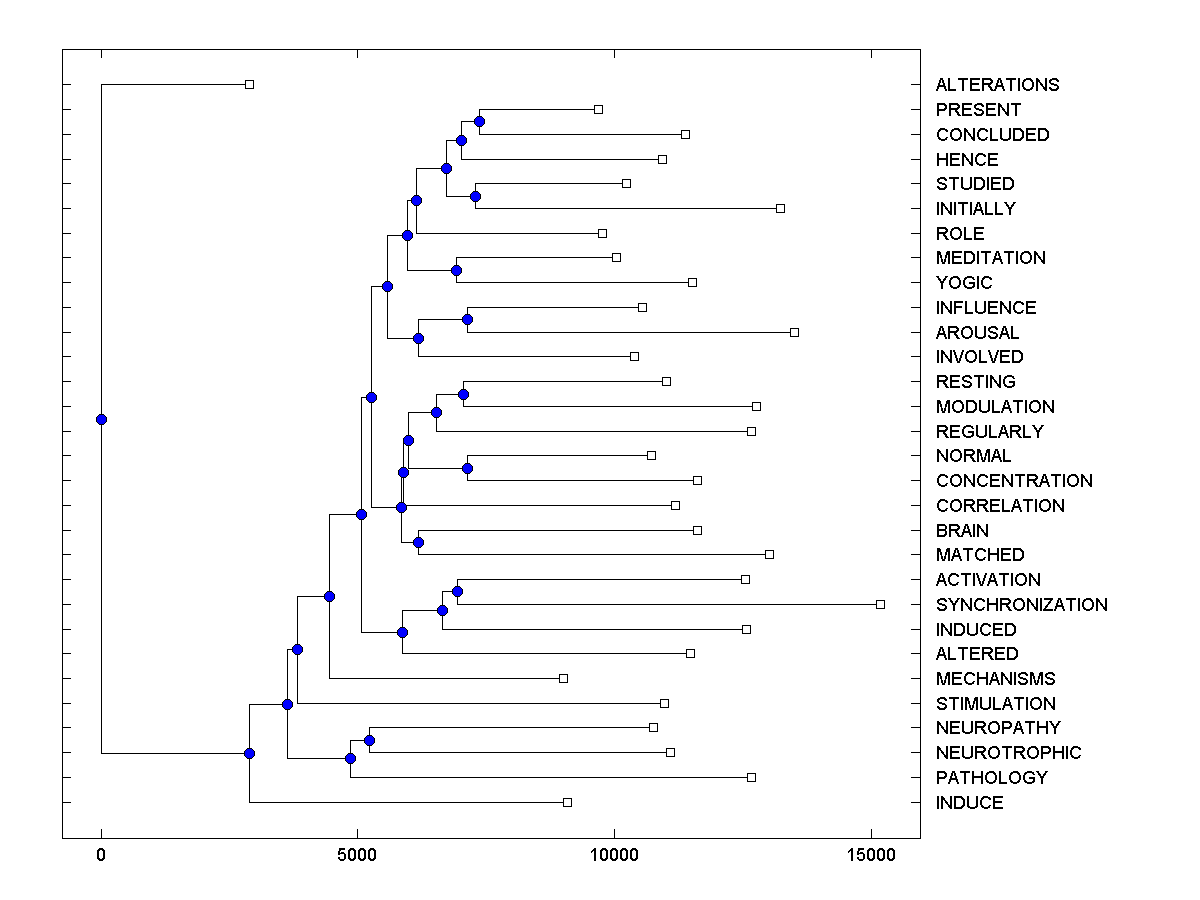 ALTERATIONS
PRESENT
CONCLUDED
HENCE
STUDIED
INITIALLY
ROLE
MEDITATION
YOGIC
INFLUENCE
AROUSAL
INVOLVED
RESTING
MODULATION
REGULARLY
NORMAL
CONCENTRATION
CORRELATION
BRAIN
MATCHED
ACTIVATION
SYNCHRONIZATION
INDUCED
ALTERED
MECHANISMS
STIMULATION
NEUROPATHY
NEUROTROPHIC
PATHOLOGY
INDUCE
0 5000 10000 15000